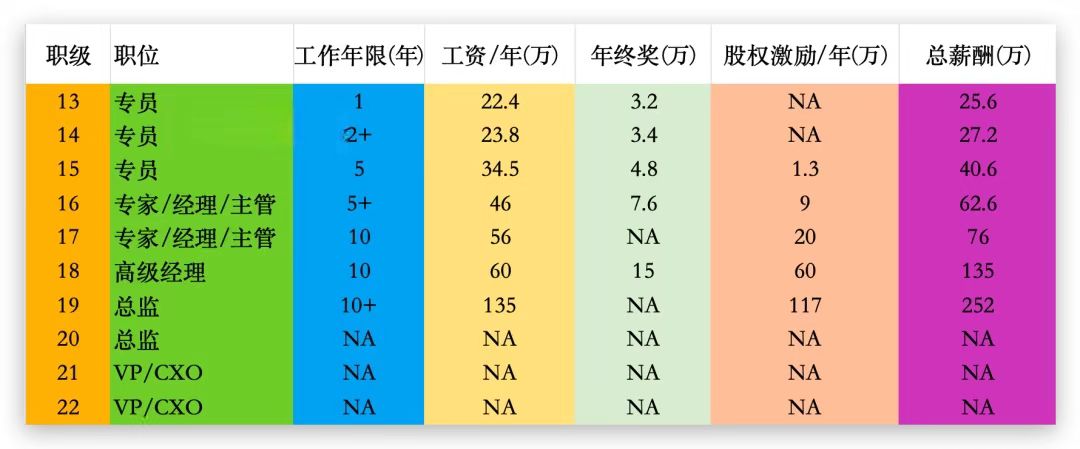 职级 职位 工作年限(年) 工资/年(万) 年终奖(万) 股权激励/年(万) 总薪酬(万)
13 专员 1 22.4 3.2 NA 25.6
14 专员 2+ 23.8 3.4 NA 27.2
15 专员 5 34.5 4.8 1.3 40.6
16 专家/经理/主管 5+ 46 7.6 9 62.6
17 专家/经理/主管 10 56 NA 20 76
18 高级经理 10 60 15 60 135
19 总监 10+ 135 NA 117 252
20 总监 NA NA NA NA NA
21 VP/CXO NA NA NA NA NA
22 VP/CXO NA NA NA NA NA